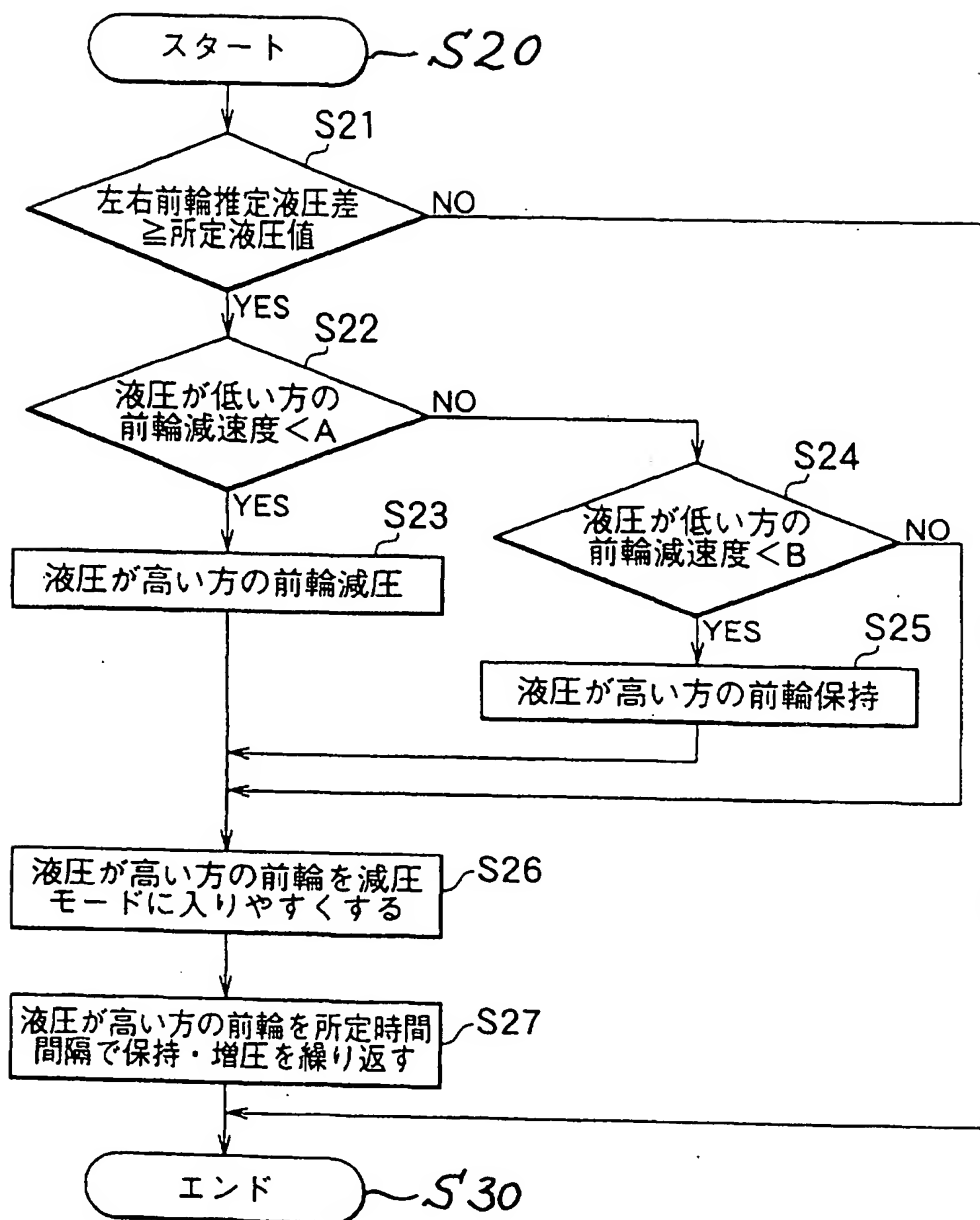 スタート
S20
S21
左右前輪推定液圧差
≧所定液圧値
NO
YES
S22
液圧が低い方の
前輪減速度<A
NO
YES
S23
液圧が高い方の前輪減圧
S24
液圧が低い方の
前輪減速度<B
NO
YES
S25
液圧が高い方の前輪保持
液圧が高い方の前輪を減圧
モードに入りやすくする
S26
液圧が高い方の前輪を所定時間
間隔で保持・増圧を繰り返す
S27
エンド
S30